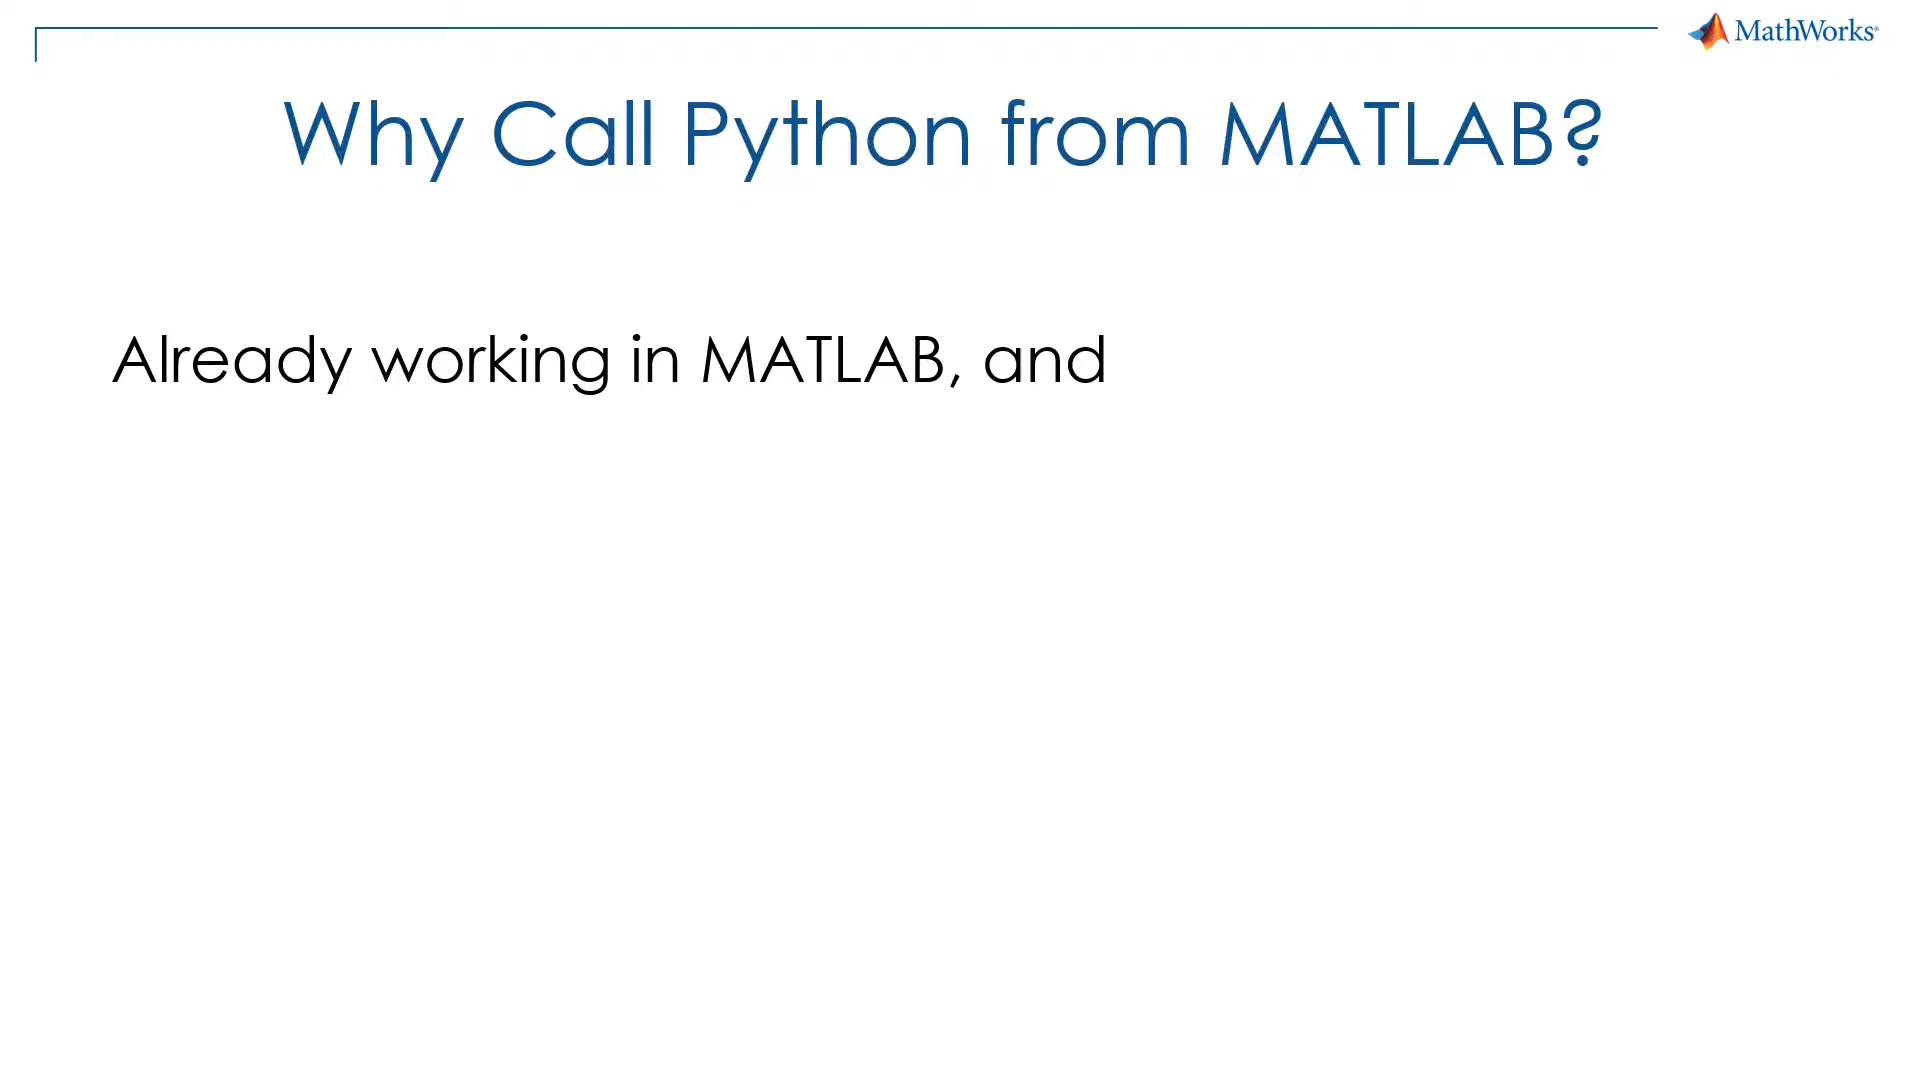 MathWorks®
Why Call Python from MATLAB?
Already working in MATLAB, and